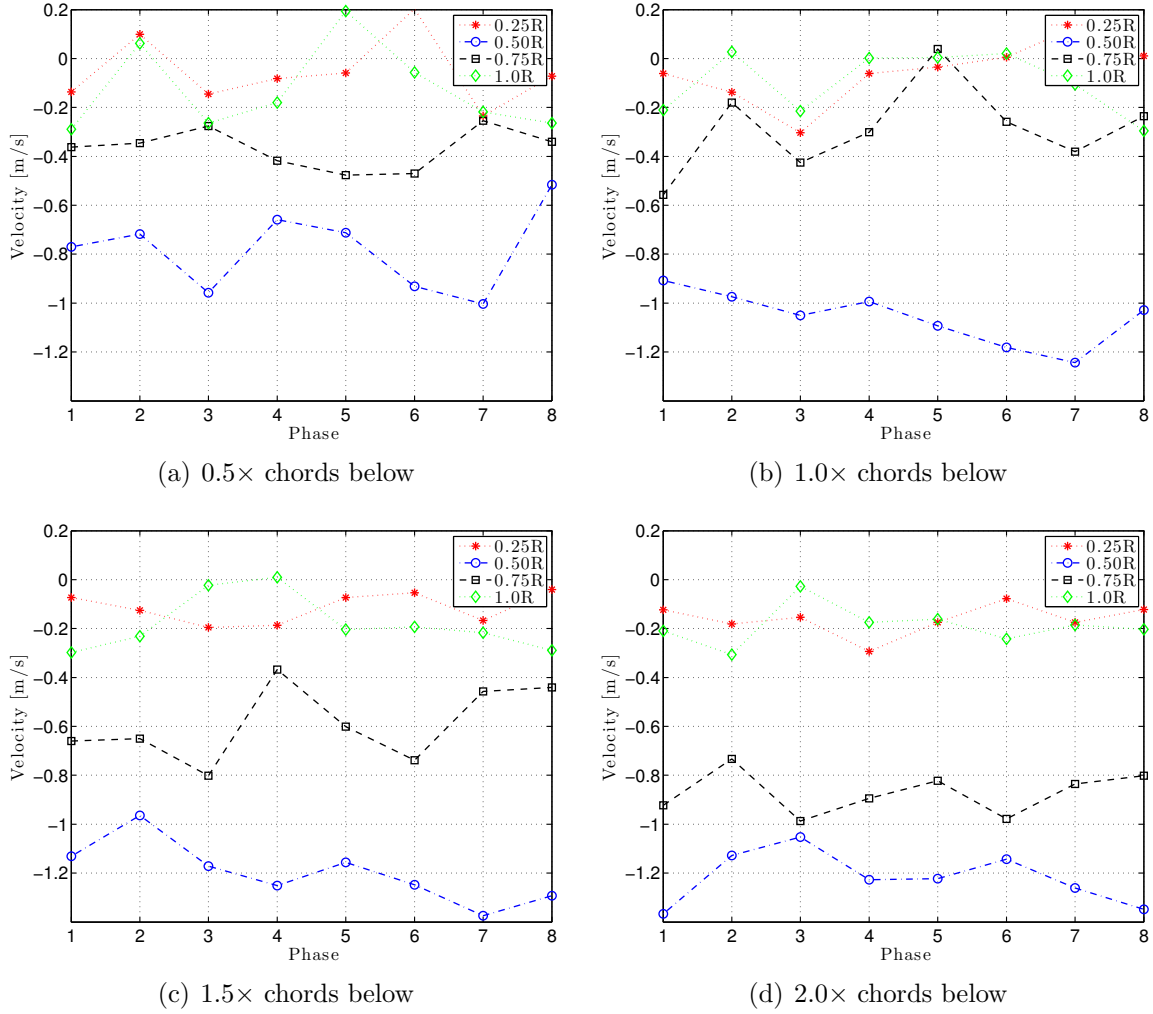 0.2
0
−0.2
−0.4
−0.6
−0.8
−1
−1.2
Velocity [m/s]
1 2 3 4 5 6 7 8
Phase
0.25R
0.50R
0.75R
1.0R
(a) 0.5× chords below
0.2
0
−0.2
−0.4
−0.6
−0.8
−1
−1.2
Velocity [m/s]
1 2 3 4 5 6 7 8
Phase
0.25R
0.50R
0.75R
1.0R
(b) 1.0× chords below
0.2
0
−0.2
−0.4
−0.6
−0.8
−1
−1.2
Velocity [m/s]
1 2 3 4 5 6 7 8
Phase
0.25R
0.50R
0.75R
1.0R
(c) 1.5× chords below
0.2
0
−0.2
−0.4
−0.6
−0.8
−1
−1.2
Velocity [m/s]
1 2 3 4 5 6 7 8
Phase
0.25R
0.50R
0.75R
1.0R
(d) 2.0× chords below